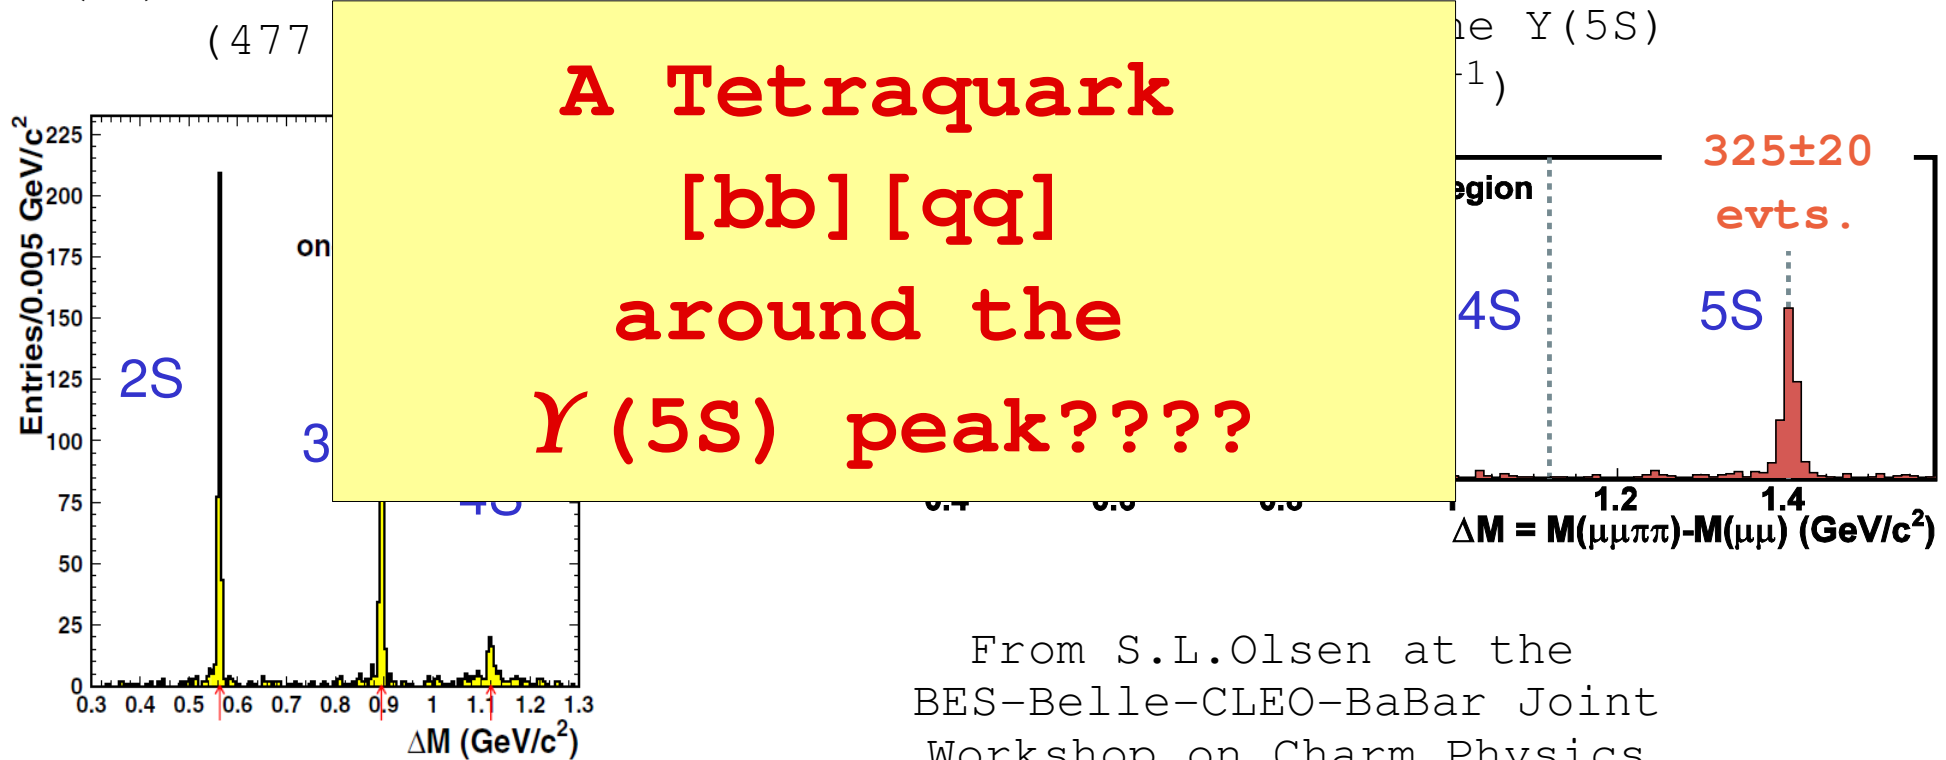 (477
Y(5S)
-1)
A Tetraquark
[bb][qq]
around the
ϒ(5S) peak????
325±20
evts.
Entries/0.005 GeV/c²
225
200
175
150
125
100
75
50
25
0
on
2S
3
4S
4S
5S
0.3 0.4 0.5 0.6 0.7 0.8 0.9 1 1.1 1.2 1.3
ΔM (GeV/c²)
1.2 1.4
ΔM = M(μμππ)-M(μμ) (GeV/c²)
From S.L.Olsen at the
BES-Belle-CLEO-BaBar Joint
Workshop on Charm Physics